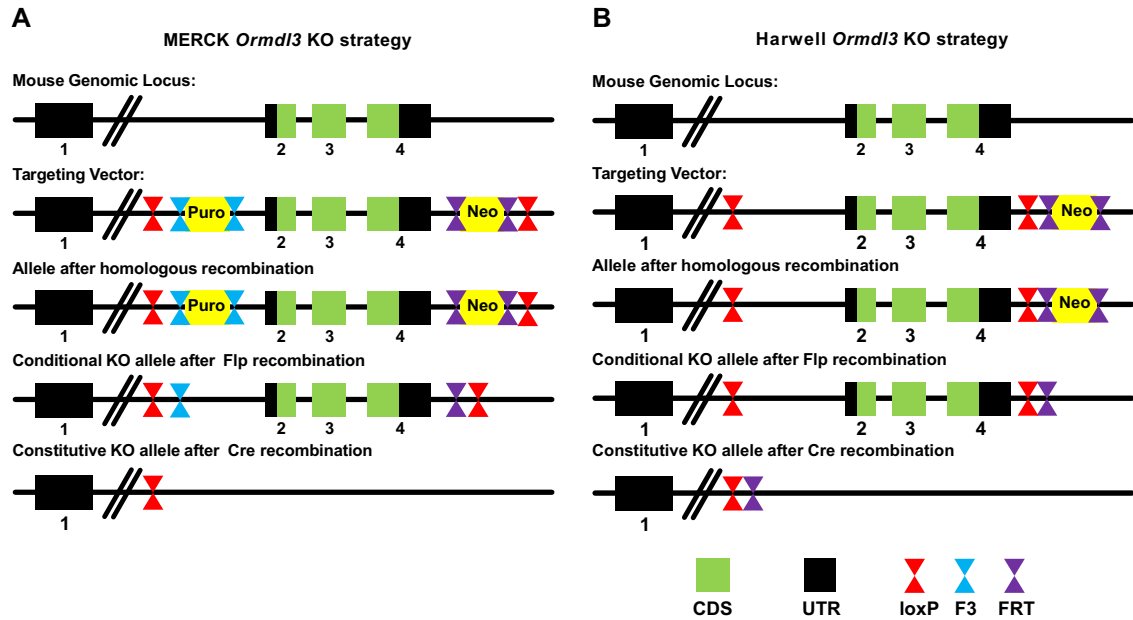 A
MERCK Ormdl3 KO strategy
Mouse Genomic Locus:
1
2
3
4
Targeting Vector:
Puro
Neo
1
2
3
4
Allele after homologous recombination
Puro
Neo
1
2
3
4
Conditional KO allele after Flp recombination
1
2
3
4
Constitutive KO allele after Cre recombination
1
B
Harwell Ormdl3 KO strategy
Mouse Genomic Locus:
1
2
3
4
Targeting Vector:
Neo
1
2
3
4
Allele after homologous recombination
Neo
1
2
3
4
Conditional KO allele after Flp recombination
1
2
3
4
Constitutive KO allele after Cre recombination
1
CDS
UTR
loxP
F3
FRT